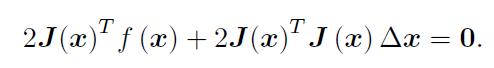 2J(x)ᵀ f (x) + 2J(x)ᵀ J (x) Δx = 0.